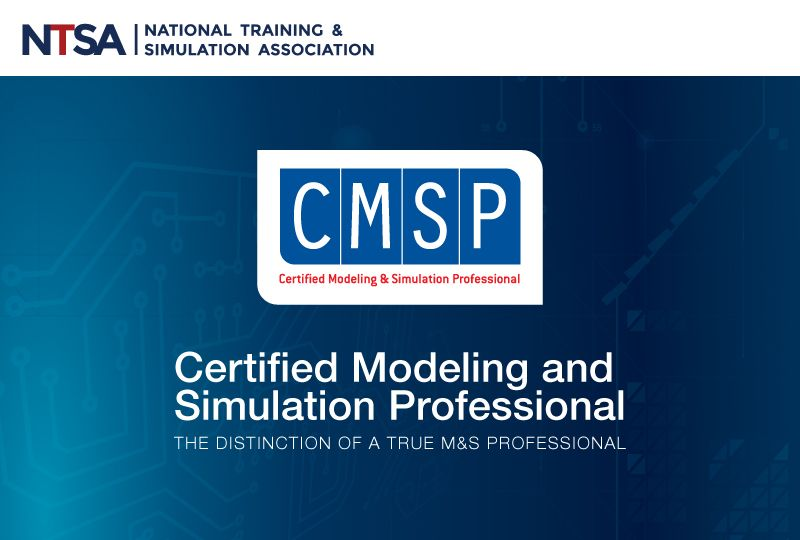 NTSA
NATIONAL TRAINING &
SIMULATION ASSOCIATION
CMSP
Certified Modeling & Simulation Professional
Certified Modeling and
Simulation Professional
THE DISTINCTION OF A TRUE M&S PROFESSIONAL